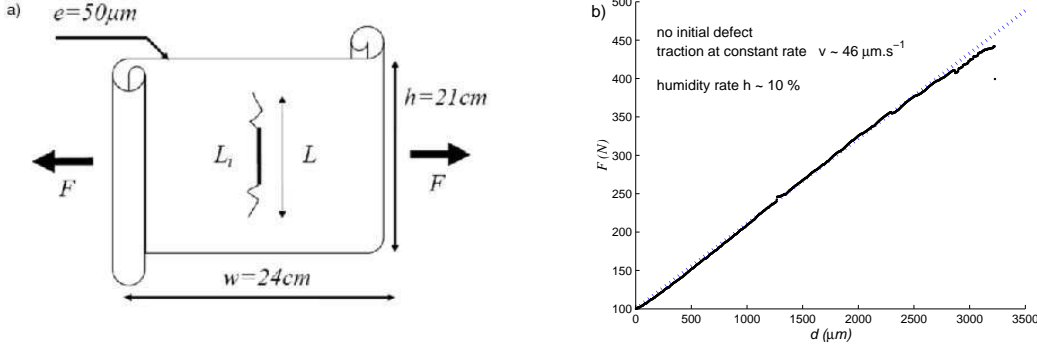 a)
e=50µm
h=21cm
Li
L
F
F
w=24cm
b)
500
450
400
350
300
250
200
150
100
F (N)
no initial defect
traction at constant rate v ~ 46 µm.s⁻¹
humidity rate h ~ 10 %
0
500
1000
1500
2000
2500
3000
3500
d (µm)